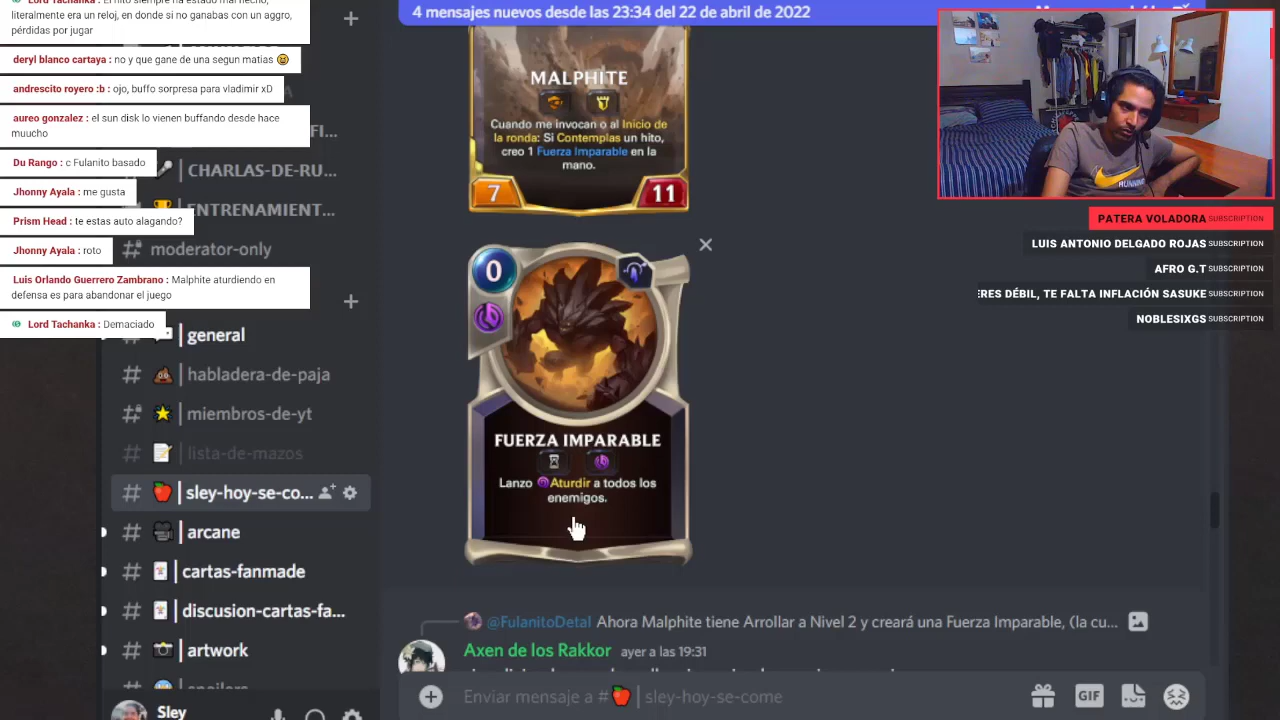 Lord Tachanka : El hito siempre ha estado mal hecho,
literalmente era un reloj, en donde si no ganabas con un aggro,
pérdidas por jugar
deryl blanco cartaya : no y que gane de una segun matias
andrescito royero :b : ojo, buffo sorpresa para vladimir xD
aureo gonzalez : el sun disk lo vienen buffando desde hace
muucho
Du Rango : c Fulanito basado
Jhonny Ayala : me gusta
Prism Head : te estas auto alagando?
Jhonny Ayala : roto
Luis Orlando Guerrero Zambrano : Malphite aturdiendo en
defensa es para abandonar el juego
Lord Tachanka : Demaciado
FI...
CHARLAS-DE-RU...
ENTRENAMIENT...
moderator-only
general
habladera-de-paja
miembros-de-yt
lista-de-mazos
sley-hoy-se-co...
arcane
cartas-fanmade
discusion-cartas-fa...
artwork
spoilers
Sley
4 mensajes nuevos desde las 23:34 del 22 de abril de 2022
MALPHITE
Cuando me invocan o al Inicio de
la ronda: Si Contemplas un hito,
creo 1 Fuerza Imparable en la
mano.
7
11
0
FUERZA IMPARABLE
Lanzo Aturdir a todos los
enemigos.
@FulanitoDetal Ahora Malphite tiene Arrollar a Nivel 2 y creará una Fuerza Imparable, (la cu...
Axen de los Rakkor ayer a las 19:31
Enviar mensaje a # | sley-hoy-se-come
GIF
RUNNING
PATERA VOLADORA SUBSCRIPTION
LUIS ANTONIO DELGADO ROJAS SUBSCRIPTION
AFRO G.T SUBSCRIPTION
ERES DÉBIL, TE FALTA INFLACIÓN SASUKE SUBSCRIPTION
NOBLESIXGS SUBSCRIPTION